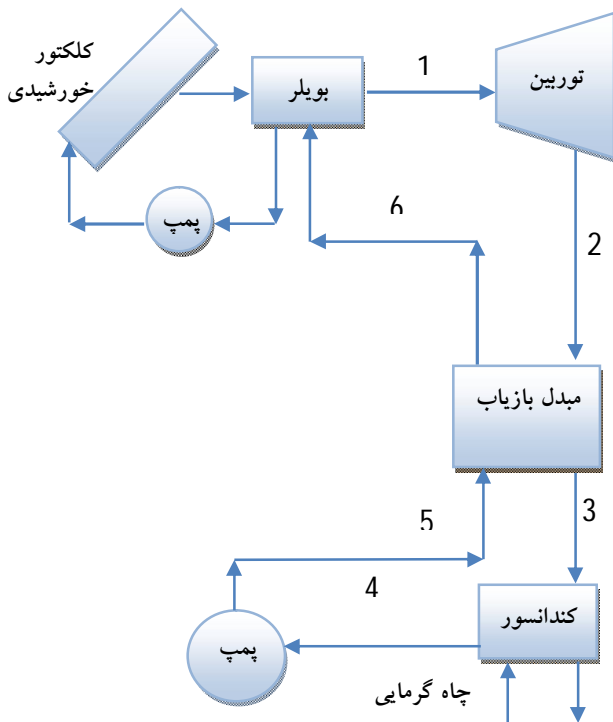 کلکتور
خورشیدی
بویلر
1
توربین
پمپ
6
2
مبدل بازیاب
5
3
4
کندانسور
پمپ
چاه گرمایی